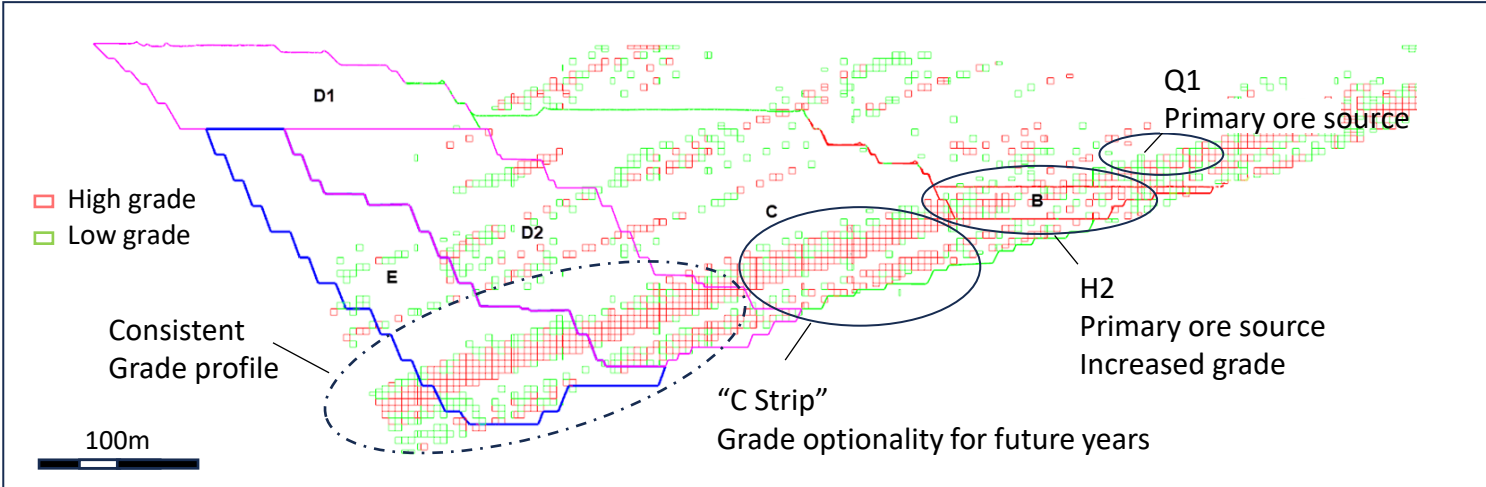 Q1
Primary ore source
D1
High grade
Low grade
B
C
D2
E
H2
Primary ore source
Increased grade
Consistent
Grade profile
“C Strip”
Grade optionality for future years
100m